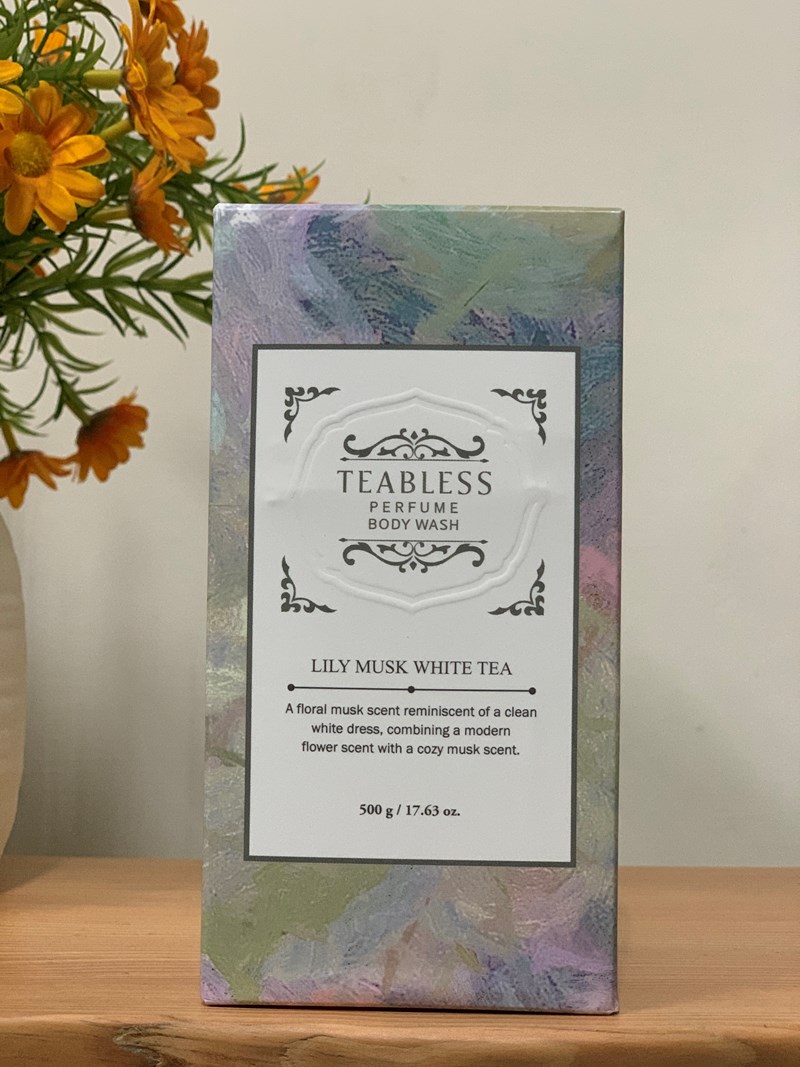 TEABLESS
PERFUME
BODY WASH
LILY MUSK WHITE TEA
A floral musk scent reminiscent of a clean
white dress, combining a modern
flower scent with a cozy musk scent.
500 g / 17.63 oz.